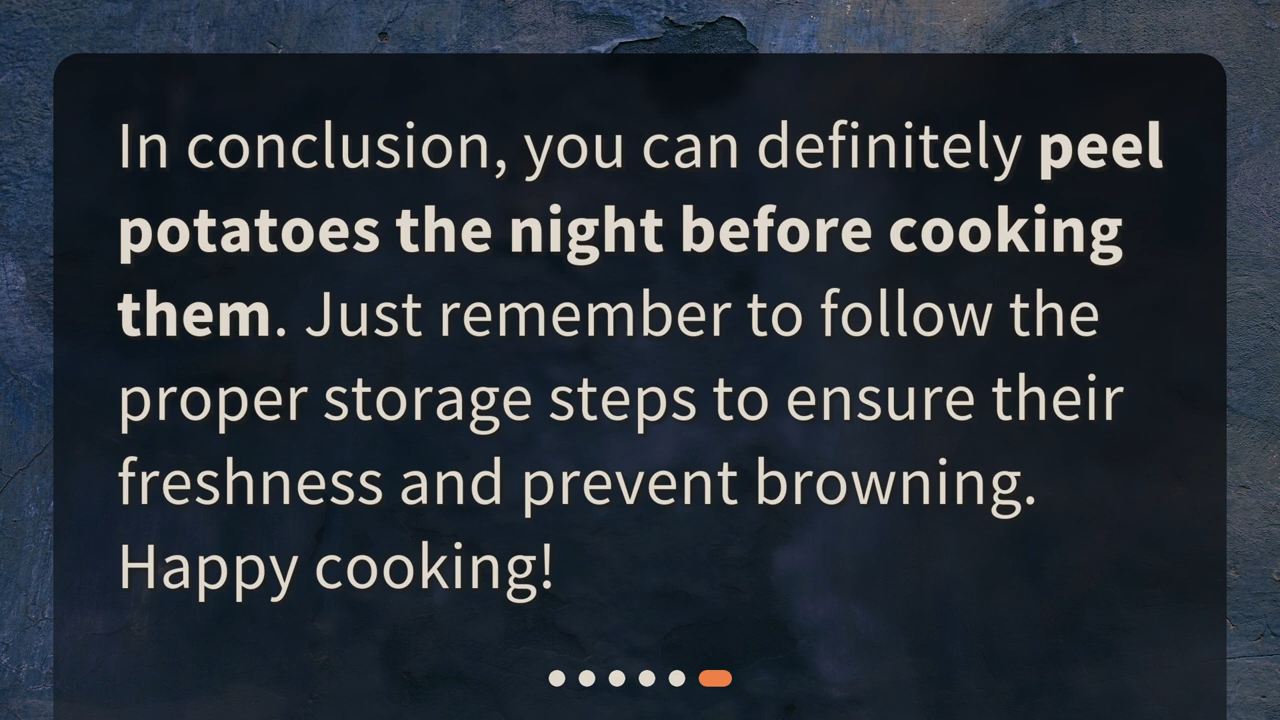 In conclusion, you can definitely peel
potatoes the night before cooking
them. Just remember to follow the
proper storage steps to ensure their
freshness and prevent browning.
Happy cooking!